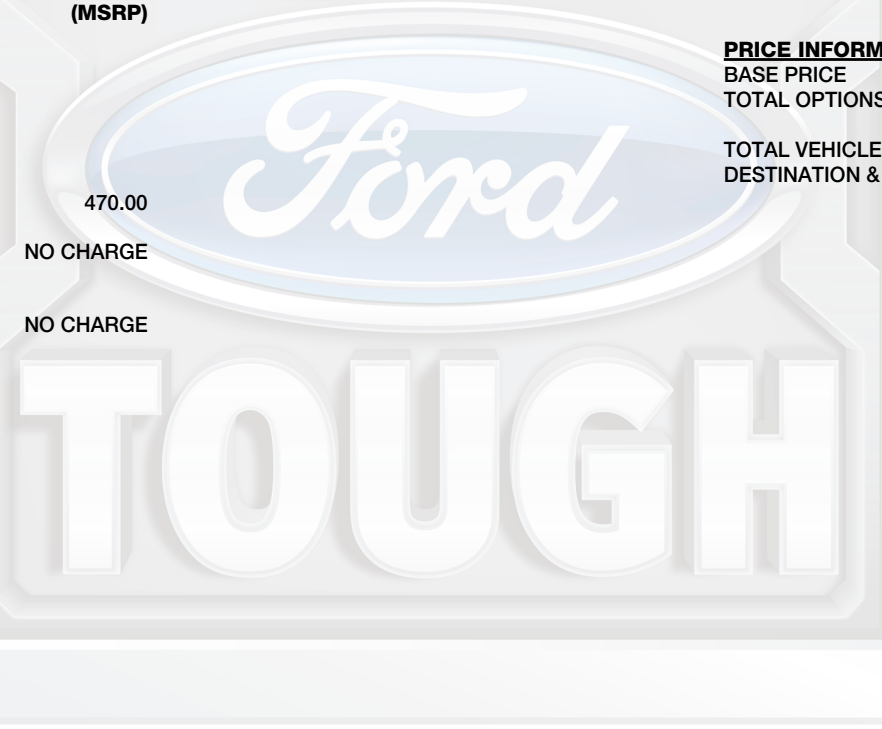 (MSRP)
470.00
NO CHARGE
NO CHARGE
PRICE INFORM
BASE PRICE
TOTAL OPTIONS
TOTAL VEHICLE
DESTINATION &
Ford
TOUGH